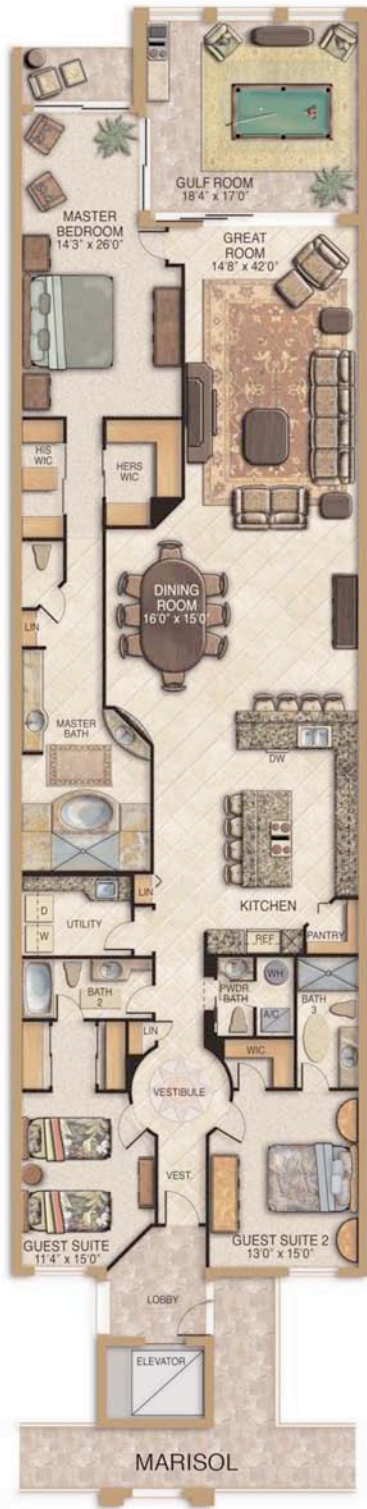 GULF ROOM
18'4" x 17'0"
MASTER
BEDROOM
14'3" x 26'0"
GREAT
ROOM
14'8" x 42'0"
HIS
WIC
HERS
WIC
DINING
ROOM
16'0" x 15'0"
LIN
MASTER
BATH
DW
KITCHEN
LIN
D
W
UTILITY
REF.
PANTRY
BATH
2
PWDR
BATH
WH
A/C
BATH
3
LIN
WIC.
VESTIBULE
VEST.
GUEST SUITE
11'4" x 15'0"
GUEST SUITE 2
13'0" x 15'0"
LOBBY
ELEVATOR
MARISOL